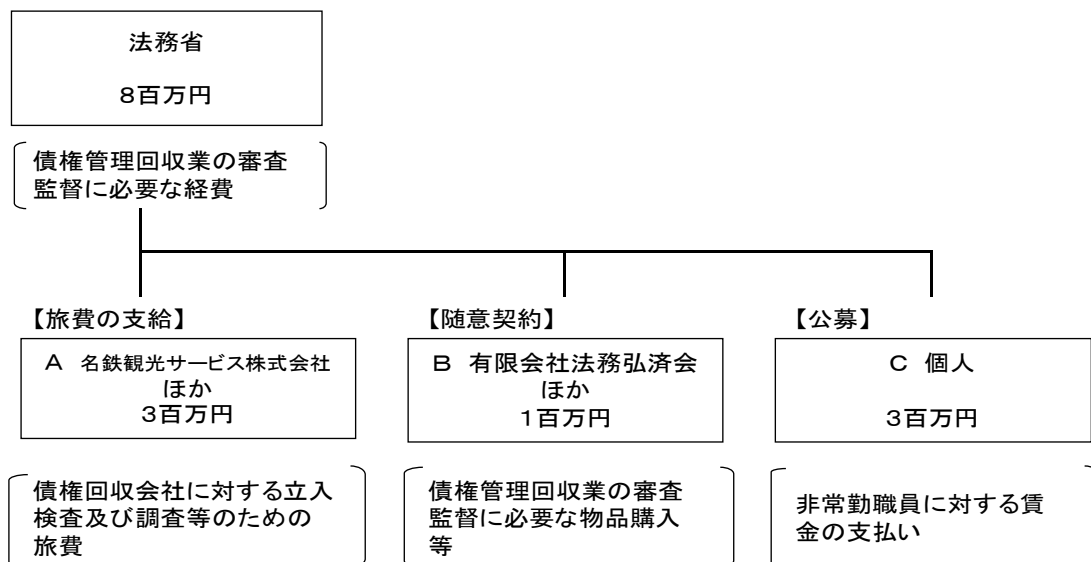 法務省
8百万円
債権管理回収業の審査
監督に必要な経費
【旅費の支給】
A 名鉄観光サービス株式会社
ほか
3百万円
債権回収会社に対する立入
検査及び調査等のための
旅費
【随意契約】
B 有限会社法務弘済会
ほか
1百万円
債権管理回収業の審査
監督に必要な物品購入
等
【公募】
C 個人
3百万円
非常勤職員に対する賃
金の支払い